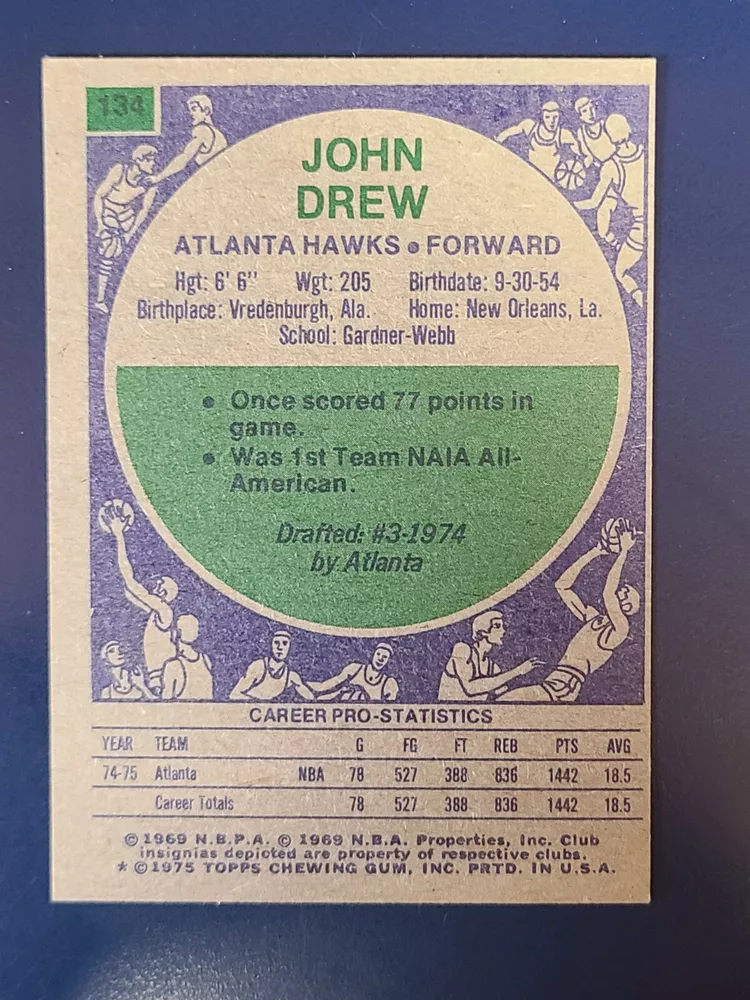 134
JOHN
DREW
ATLANTA HAWKS • FORWARD
Hgt: 6' 6" Wgt: 205 Birthdate: 9-30-54
Birthplace: Vredenburgh, Ala. Home: New Orleans, La.
School: Gardner-Webb
• Once scored 77 points in
game.
• Was 1st Team NAIA All-
American.
Drafted: #3-1974
by Atlanta
CAREER PRO-STATISTICS
YEAR TEAM G FG FT REB PTS AVG
74-75 Atlanta NBA 78 527 388 836 1442 18.5
Career Totals 78 527 388 836 1442 18.5
© 1969 N.B.P.A. © 1969 N.B.A. Properties, Inc. Club
insignias depicted are property of respective clubs.
* © 1975 TOPPS CHEWING GUM, INC. PRTD. IN U.S.A.